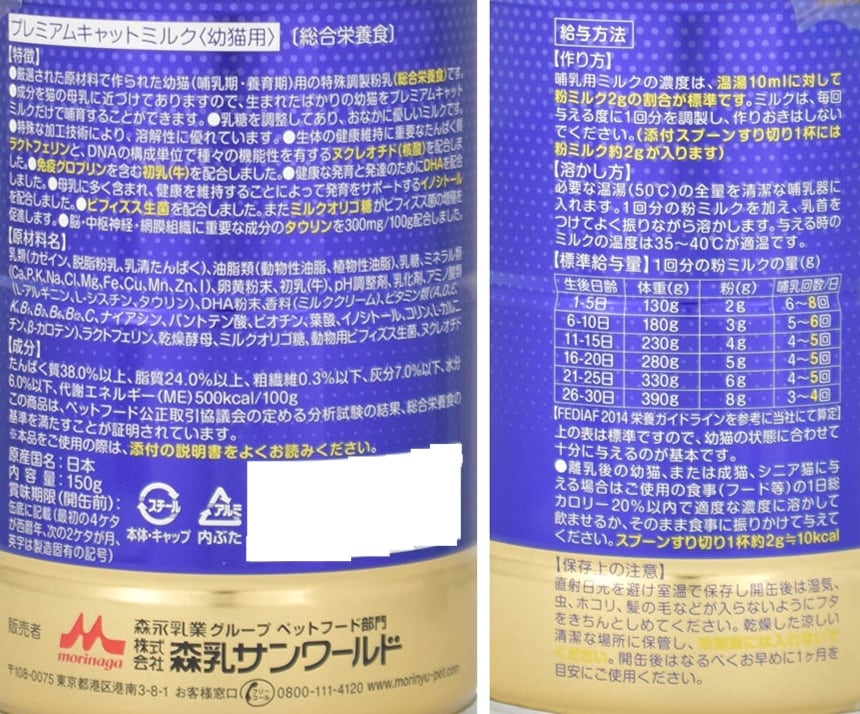 プレミアムキャットミルク〈幼猫用〉〔総合栄養食〕
【特徴】
●厳選された原材料で作られた幼猫(哺乳期・養育期)用の特殊調製粉乳(総合栄養食)です。
●成分を猫の母乳に近づけてありますので、生まれたばかりの幼猫をプレミアムキャット
ミルクだけで哺育することができます。●乳糖を調整してあり、おなかに優しいミルクです。
●特殊な加工技術により、溶解性に優れています。●生体の健康維持に重要なたんぱく質
ラクトフェリンと、DNAの構成単位で種々の機能性を有するヌクレオチド(核酸)を配合しま
した。●免疫グロブリンを含む初乳(牛)を配合しました。●健康な発育と発達のためにDHAを配合
しました。●母乳に多く含まれ、健康を維持することによって発育をサポートするイノシトール
を配合しました。●ビフィズス生菌を配合しました。またミルクオリゴ糖がビフィズス菌の増殖を
促進します。●脳・中枢神経・網膜組織に重要な成分のタウリンを300mg/100g配合しました。
【原材料名】
乳類(カゼイン、脱脂粉乳、乳清たんぱく)、油脂類(動物性油脂、植物性油脂)、乳糖、ミネラル類
(Ca,P,K,Na,Cl,Mg,Fe,Cu,Mn,Zn,I)、卵黄粉末、初乳(牛)、pH調整剤、乳化剤、アミノ酸類
(L-アルギニン、L-シスチン、タウリン)、DHA粉末、香料(ミルククリーム)、ビタミン類(A,D,E,
K,B₁,B₂,B₆,B₁₂,C,ナイアシン、パントテン酸、ビオチン、葉酸、イノシトール、コリン、L-カルニ
チン、β-カロテン)、ラクトフェリン、乾燥酵母、ミルクオリゴ糖、動物用ビフィズス生菌、ヌクレオチド
【成分】
たんぱく質38.0%以上、脂質24.0%以上、粗繊維0.3%以下、灰分7.0%以下、水分
6.0%以下、代謝エネルギー(ME)500kcal/100g
この商品は、ペットフード公正取引協議会の定める分析試験の結果、総合栄養食の
基準を満たすことが証明されています。
※本品をご使用の際は、添付の説明書をよくお読みください。
原産国名：日本
内容量：150g
賞味期限(開缶前)：
缶底に記載(最初の4ケタ
が西暦年、次の2ケタが月、
英字は製造固有の記号)
スチール
本体・キャップ
アルミ
内ぶた
販売者
morinaga
森永乳業グループ ペットフード部門
株式会社 森乳サンワールド
〒108-0075 東京都港区港南3-8-1 お客様窓口 フリーコール 0800-111-4120 www.morinyu-pet.com
給与方法
【作り方】
哺乳用ミルクの濃度は、温湯10mlに対して
粉ミルク2gの割合が標準です。ミルクは、毎回
与える度に1回分を調製し、作りおきはしない
でください。(添付スプーンすり切り1杯には
粉ミルク約2gが入ります)
【溶かし方】
必要な温湯(50℃)の全量を清潔な哺乳器に
入れます。1回分の粉ミルクを加え、乳首を
つけてよく振りながら溶かします。与える時の
ミルクの温度は35～40℃が適温です。
【標準給与量】1回分の粉ミルクの量(g)
生後日齢 体重(g) 粉(g) 哺乳回数/日
1-5日 130g 2g 6～8回
6-10日 180g 3g 5～6回
11-15日 230g 4g 4～5回
16-20日 280g 5g 4～5回
21-25日 330g 6g 4～5回
26-30日 390g 8g 3～4回
【FEDIAF 2014 栄養ガイドラインを参考に当社にて算定】
上の表は標準ですので、幼猫の状態に合わせて
十分に与えるのが基本です。
●離乳後の幼猫、または成猫、シニア猫に与
える場合はご使用の食事(フード等)の1日総
カロリー20%以内で適度な濃度に溶かして
飲ませるか、そのまま食事に振りかけて与えて
ください。スプーンすり切り1杯約2g≒10kcal
【保存上の注意】
直射日光を避け室温で保存し開缶後は湿気、
虫、ホコリ、髪の毛などが入らないようにフタ
をきちんとしめてください。乾燥した涼しい
清潔な場所に保管し、冷蔵庫には入れないで
ください。開缶後はなるべくお早めに1ヶ月を
目安にご使用ください。